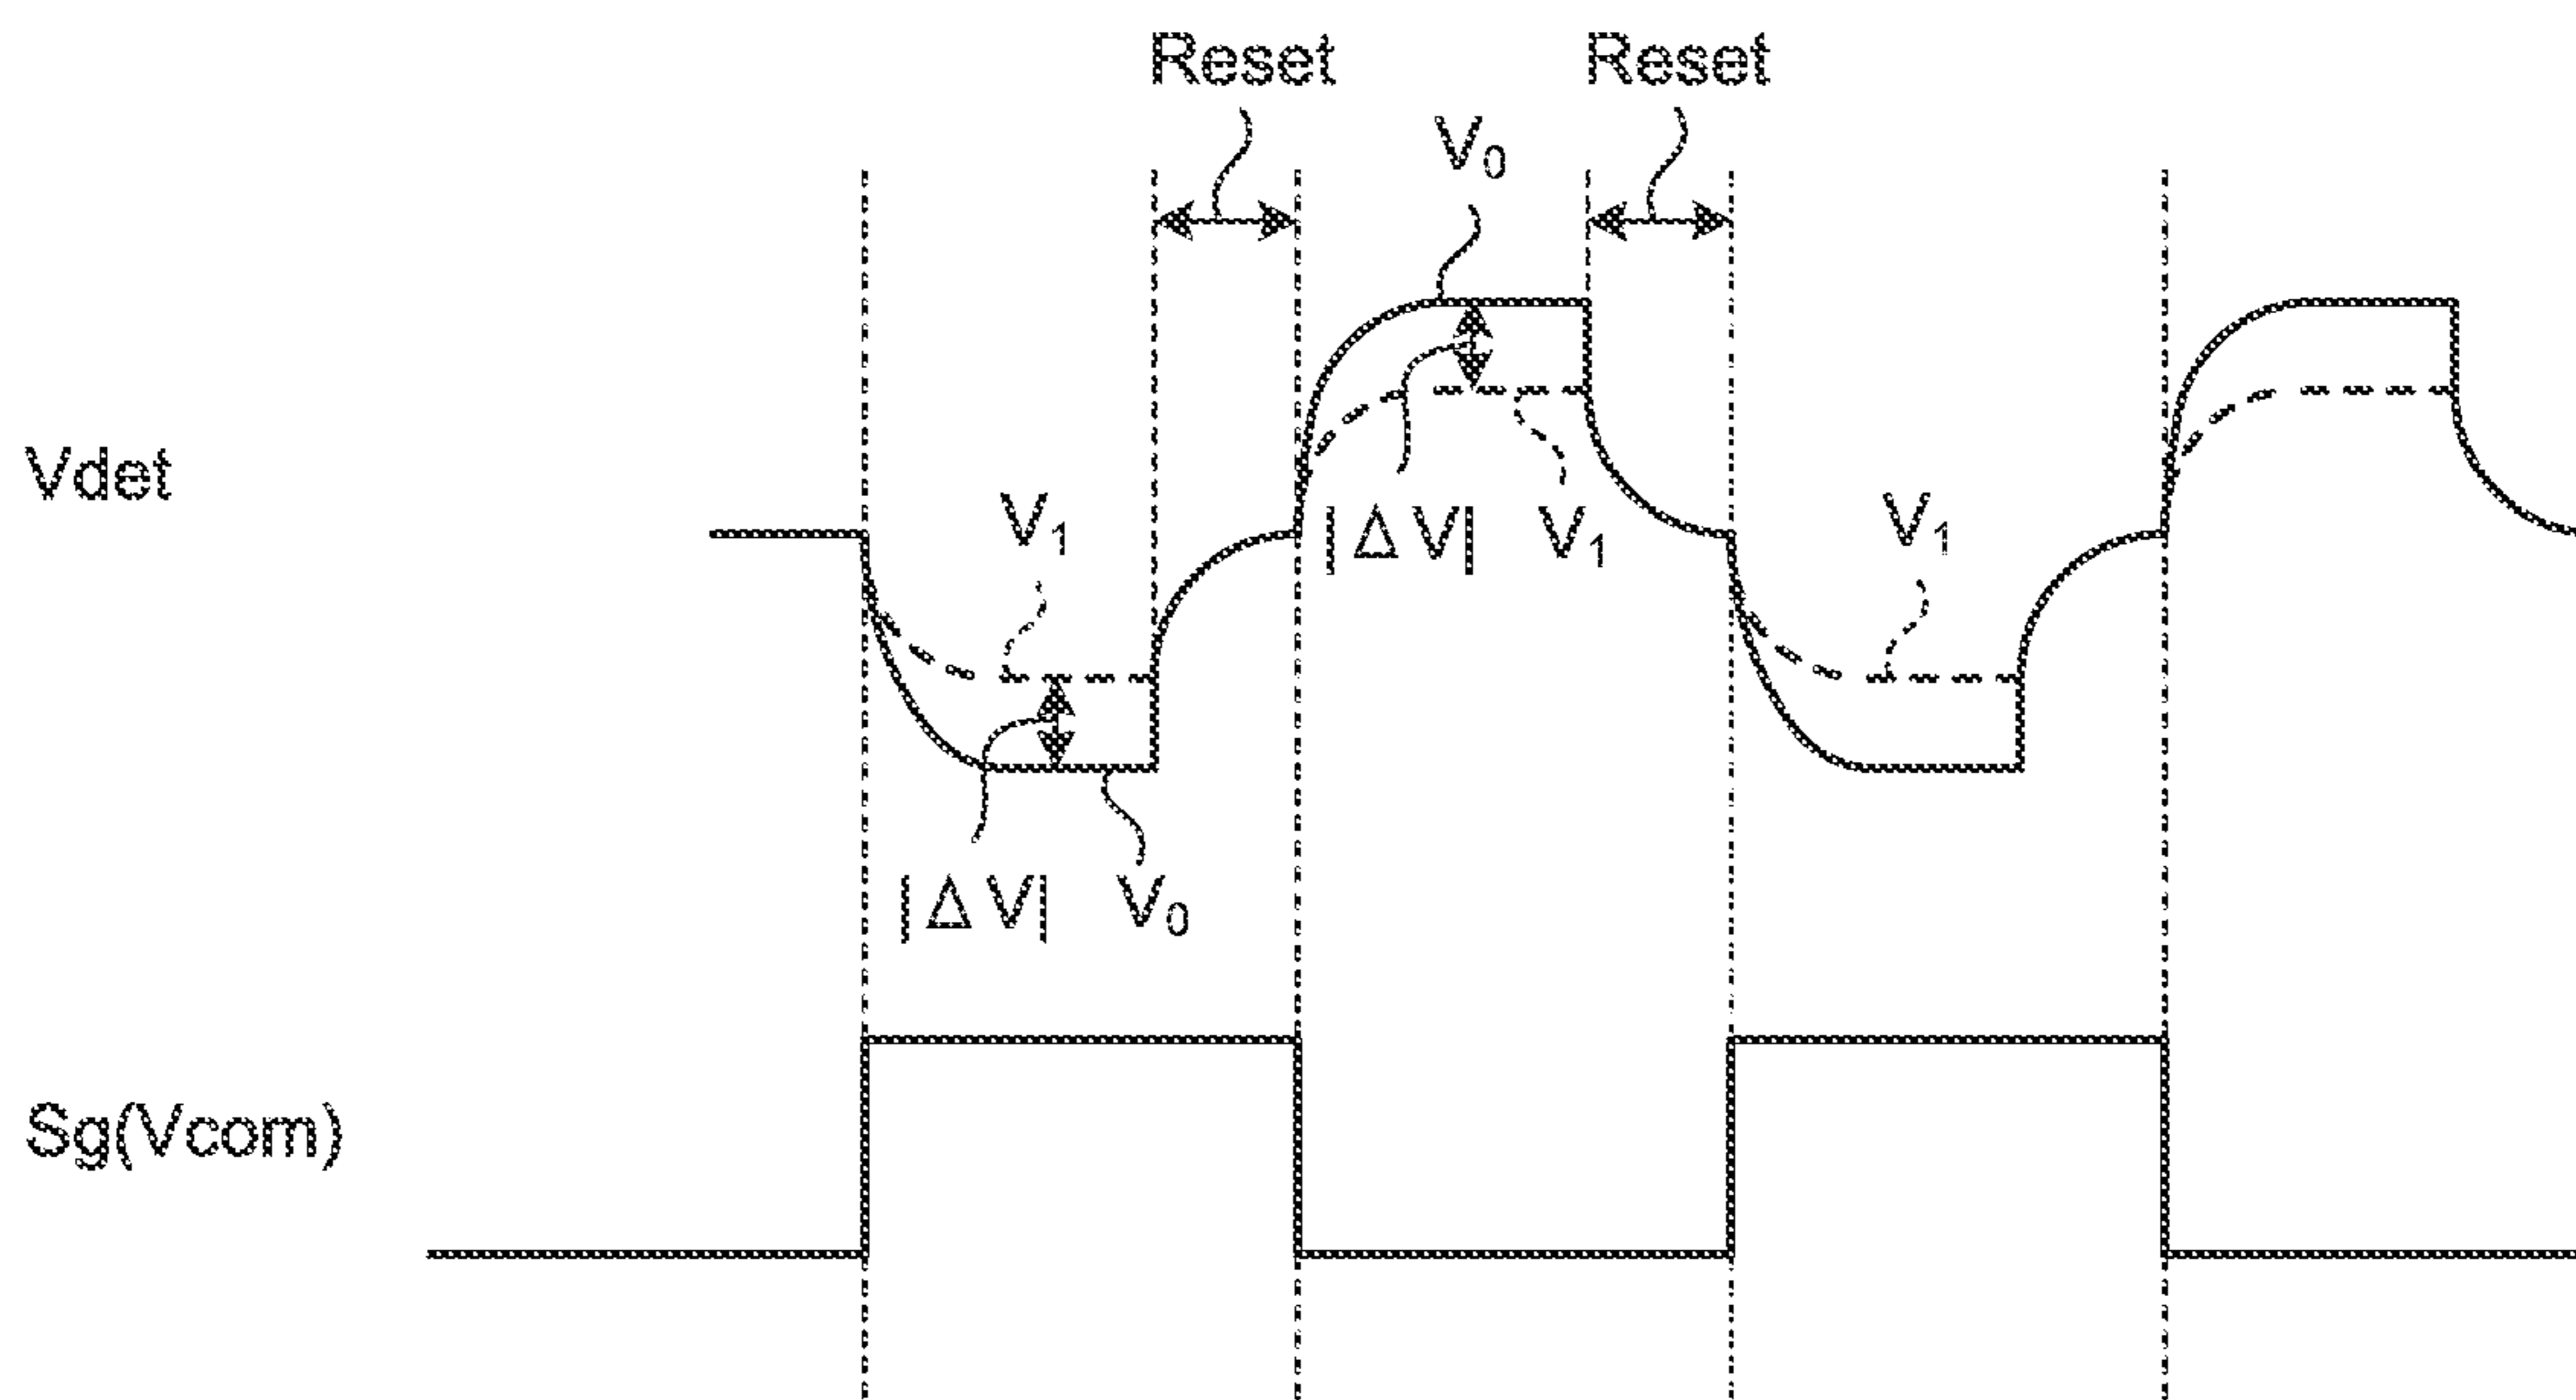 Reset Reset
V₀
Vdet
V₁ |ΔV| V₁ V₁
|ΔV| V₀
Sg(Vcom)